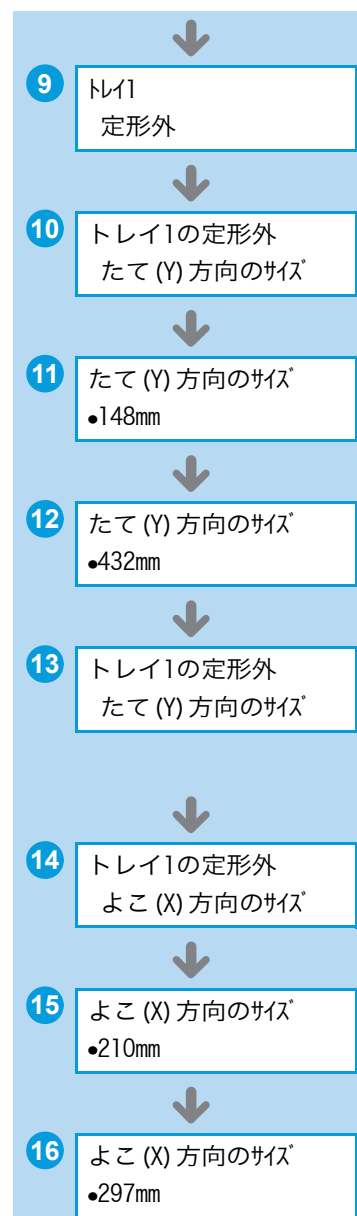 9
ﾄﾚｲ1
定形外
10
トレイ1の定形外
たて (Y) 方向のｻｲｽﾞ
11
たて (Y) 方向のｻｲｽﾞ
●148mm
12
たて (Y) 方向のｻｲｽﾞ
●432mm
13
トレイ1の定形外
たて (Y) 方向のｻｲｽﾞ
14
トレイ1の定形外
よこ (X) 方向のｻｲｽﾞ
15
よこ (X) 方向のｻｲｽﾞ
●210mm
16
よこ (X) 方向のｻｲｽﾞ
●297mm